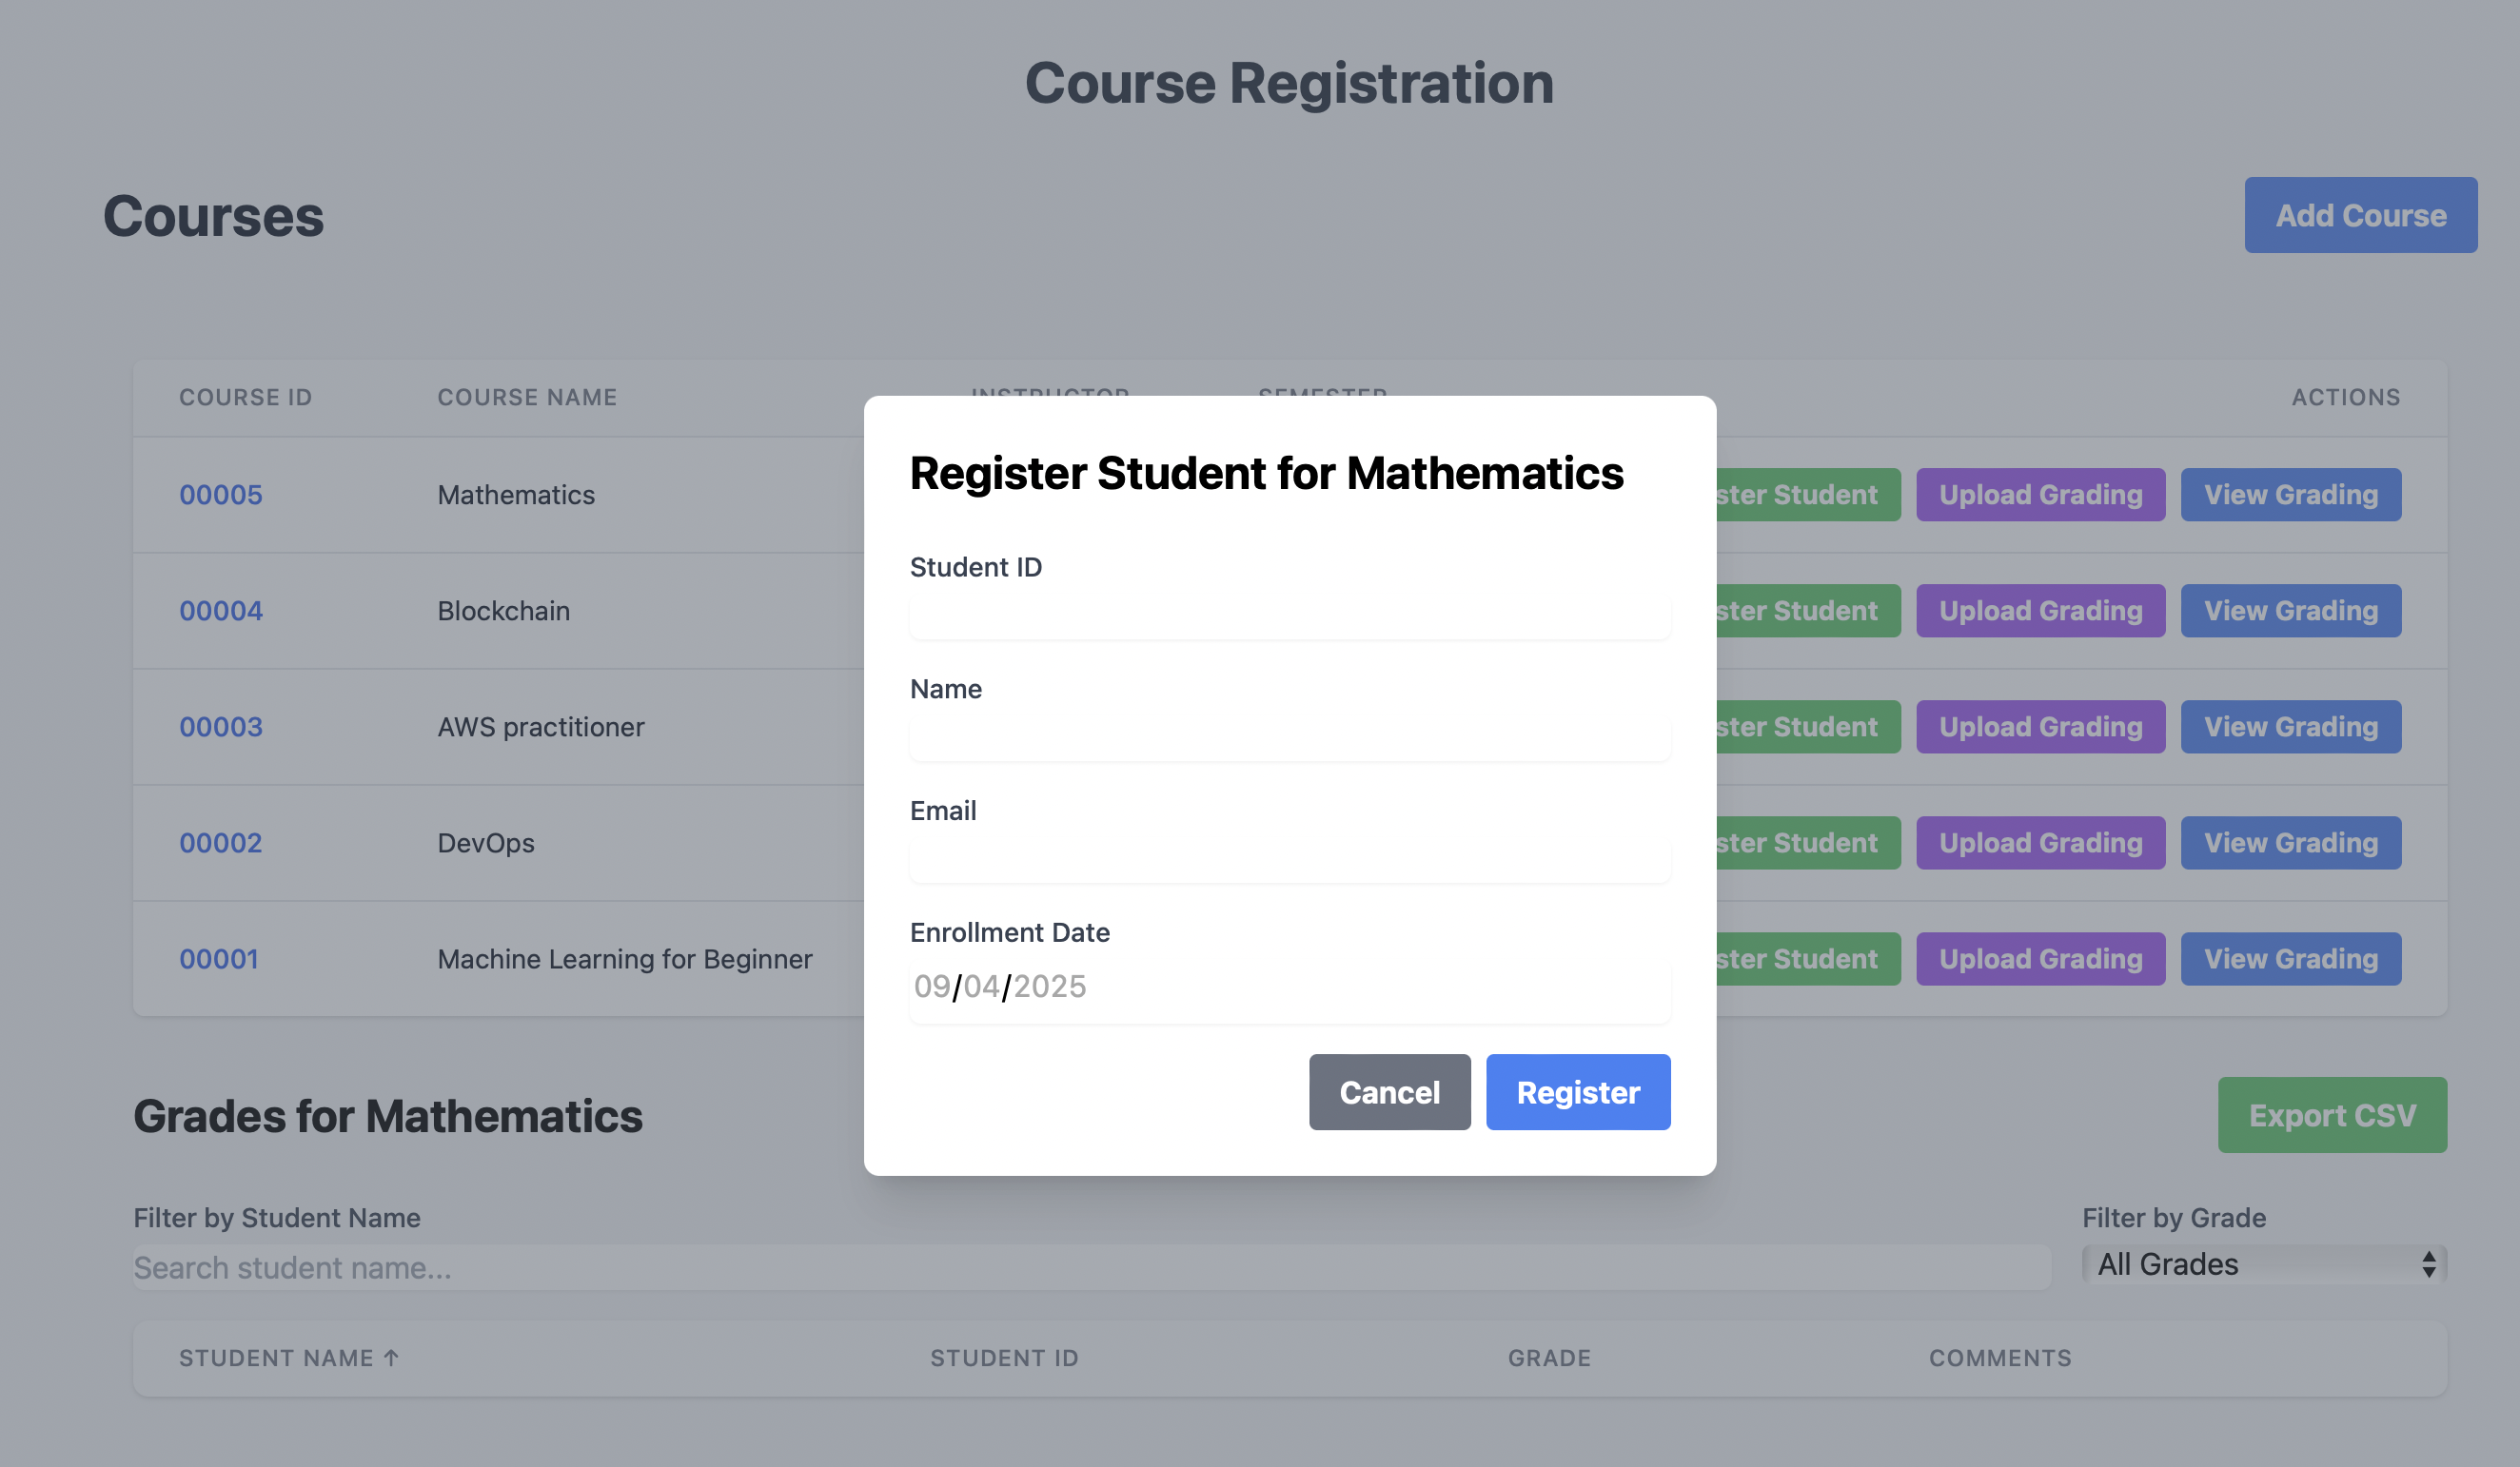 Course Registration
Courses
Add Course
COURSE ID COURSE NAME INSTRUCTOR SEMESTER ACTIONS
Register Student for Mathematics
00005 Mathematics ster Student Upload Grading View Grading
Student ID
00004 Blockchain ster Student Upload Grading View Grading
Name
00003 AWS practitioner ster Student Upload Grading View Grading
Email
00002 DevOps ster Student Upload Grading View Grading
Enrollment Date
00001 Machine Learning for Beginner ster Student Upload Grading View Grading
09/04/2025
Cancel Register
Grades for Mathematics Export CSV
Filter by Student Name Filter by Grade
Search student name... All Grades
STUDENT NAME ↑ STUDENT ID GRADE COMMENTS